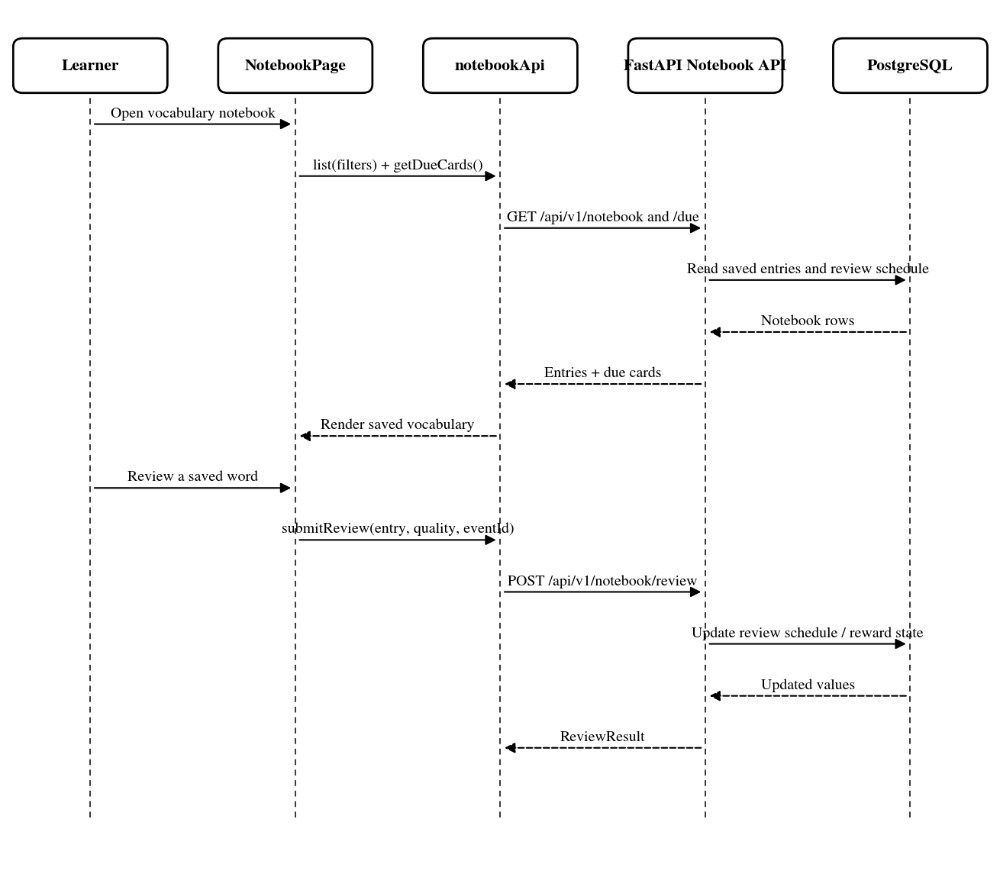 Learner
NotebookPage
notebookApi
FastAPI Notebook API
PostgreSQL
Open vocabulary notebook
list(filters) + getDueCards()
GET /api/v1/notebook and /due
Read saved entries and review schedule
Notebook rows
Entries + due cards
Render saved vocabulary
Review a saved word
submitReview(entry, quality, eventId)
POST /api/v1/notebook/review
Update review schedule / reward state
Updated values
ReviewResult